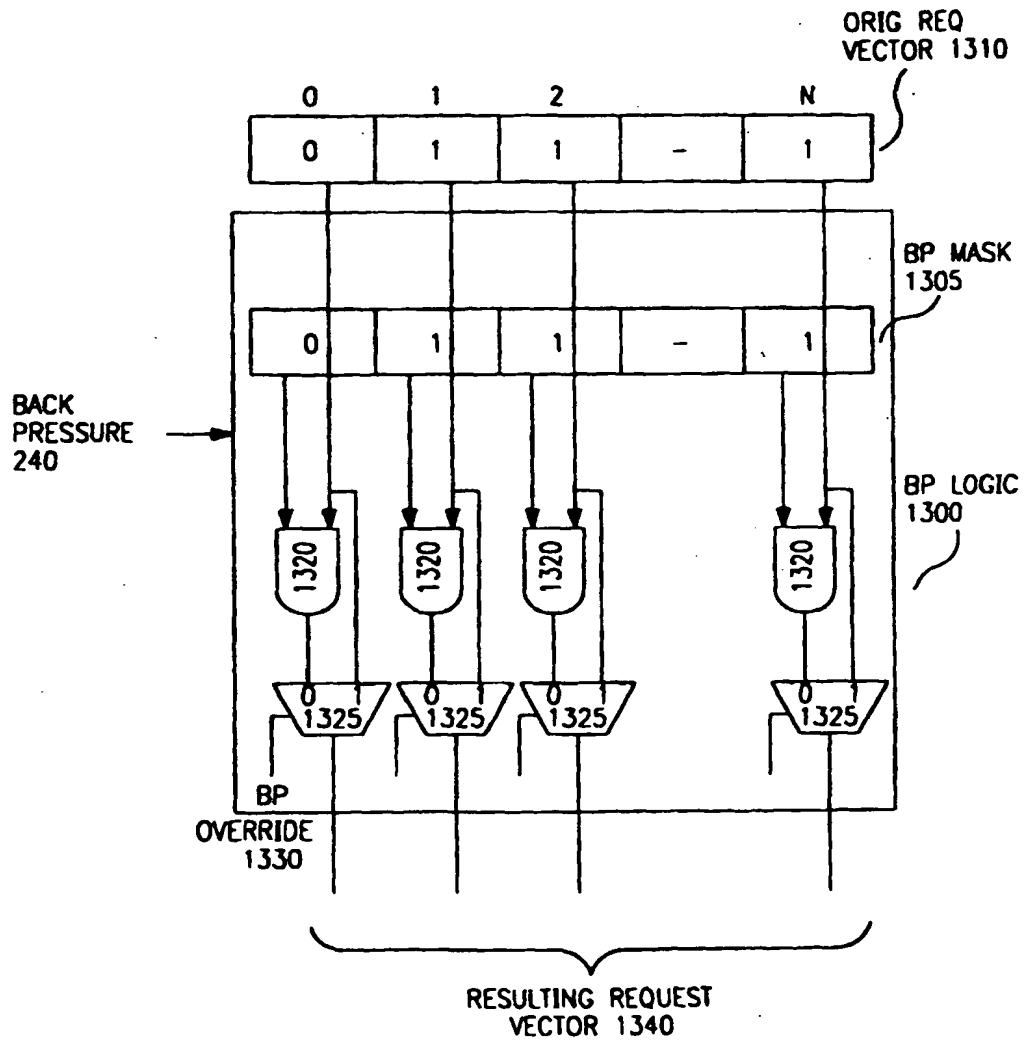 ORIG REQ
VECTOR 1310
0 1 2 N
0 1 1 - 1
BP MASK
1305
0 1 1 - 1
BACK
PRESSURE
240
BP LOGIC
1300
1320 1320 1320 1320
0 1 0 1 0 1 0 1
1325 1325 1325 1325
BP
OVERRIDE
1330
RESULTING REQUEST
VECTOR 1340